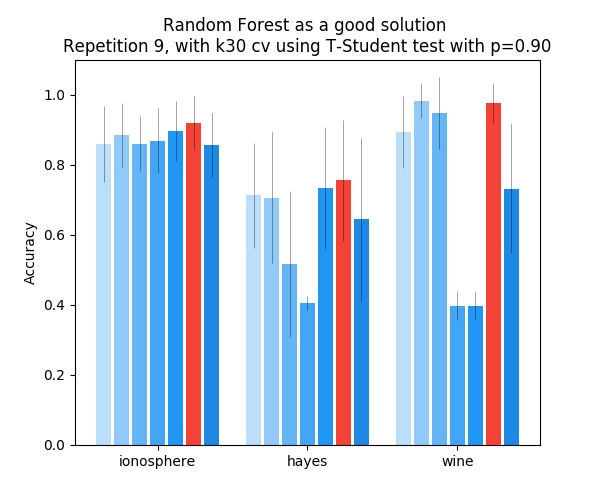 Random Forest as a good solution
Repetition 9, with k30 cv using T-Student test with p=0.90
Accuracy
1.0
0.8
0.6
0.4
0.2
0.0
ionosphere
hayes
wine